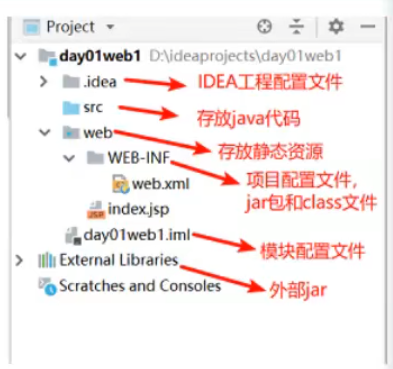 Project
day01web1 D:\ideaprojects\day01web1
.idea IDEA工程配置文件
src 存放java代码
web 存放静态资源
WEB-INF 项目配置文件,
web.xml jar包和class文件
index.jsp
day01web1.iml 模块配置文件
External Libraries
Scratches and Consoles 外部jar